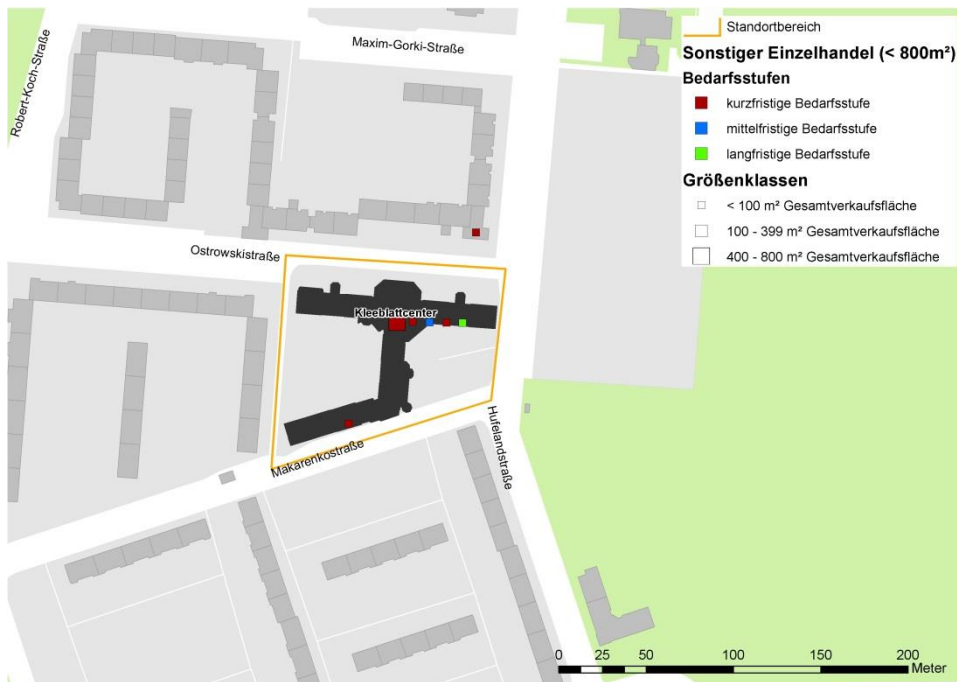 Maxim-Gorki-Straße
Robert-Koch-Straße
Ostrowskistraße
Kleeblattcenter
Makarenkostraße
Hufelandstraße
Standortbereich
Sonstiger Einzelhandel (< 800m²)
Bedarfsstufen
kurzfristige Bedarfsstufe
mittelfristige Bedarfsstufe
langfristige Bedarfsstufe
Größenklassen
< 100 m² Gesamtverkaufsfläche
100 - 399 m² Gesamtverkaufsfläche
400 - 800 m² Gesamtverkaufsfläche
0 25 50 100 150 200
Meter